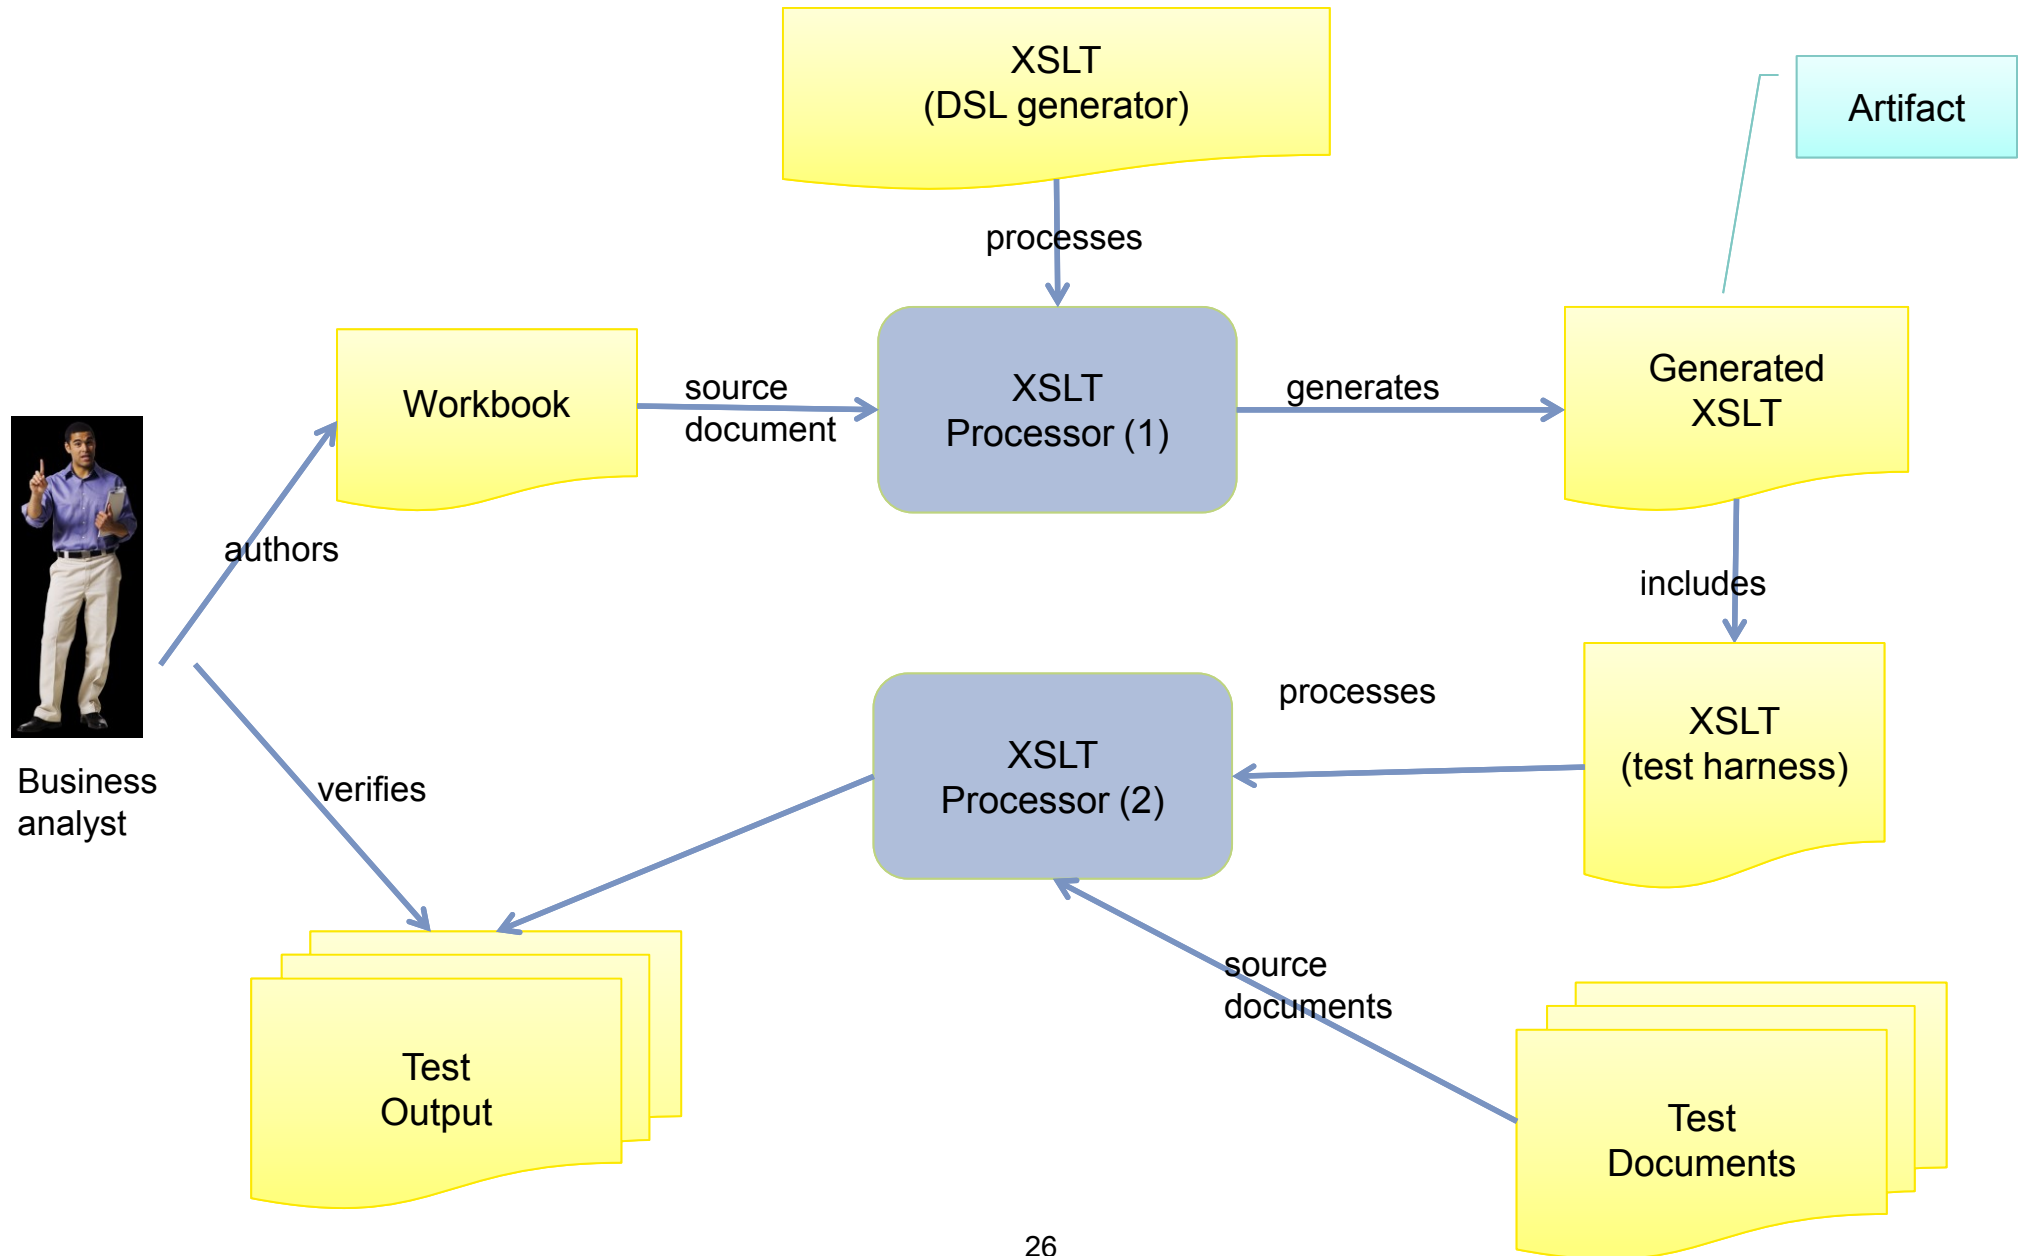 XSLT
(DSL generator)
Artifact
processes
Workbook
source
document
XSLT
Processor (1)
generates
Generated
XSLT
authors
includes
Business
analyst
verifies
XSLT
Processor (2)
processes
XSLT
(test harness)
source
documents
Test
Output
Test
Documents
26